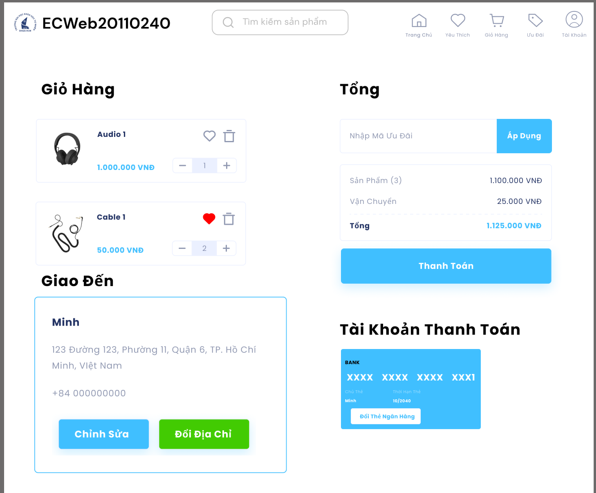 ECWeb20110240
Tìm kiếm sản phẩm
Trang Chủ
Yêu Thích
Giỏ Hàng
Ưu Đãi
Tài Khoản
Giỏ Hàng
Audio 1
1.000.000 VNĐ
1
Cable 1
50.000 VNĐ
2
Giao Đến
Minh
123 Đường 123, Phường 11, Quận 6, TP. Hồ Chí
Minh, Việt Nam
+84 000000000
Chỉnh Sửa
Đổi Địa Chỉ
Tổng
Nhập Mã Ưu Đãi
Áp Dụng
Sản Phẩm (3)
1.100.000 VNĐ
Vận Chuyển
25.000 VNĐ
Tổng
1.125.000 VNĐ
Thanh Toán
Tài Khoản Thanh Toán
BANK
XXXX XXXX XXXX XXX1
Minh
10/2040
Đổi Thẻ Ngân Hàng